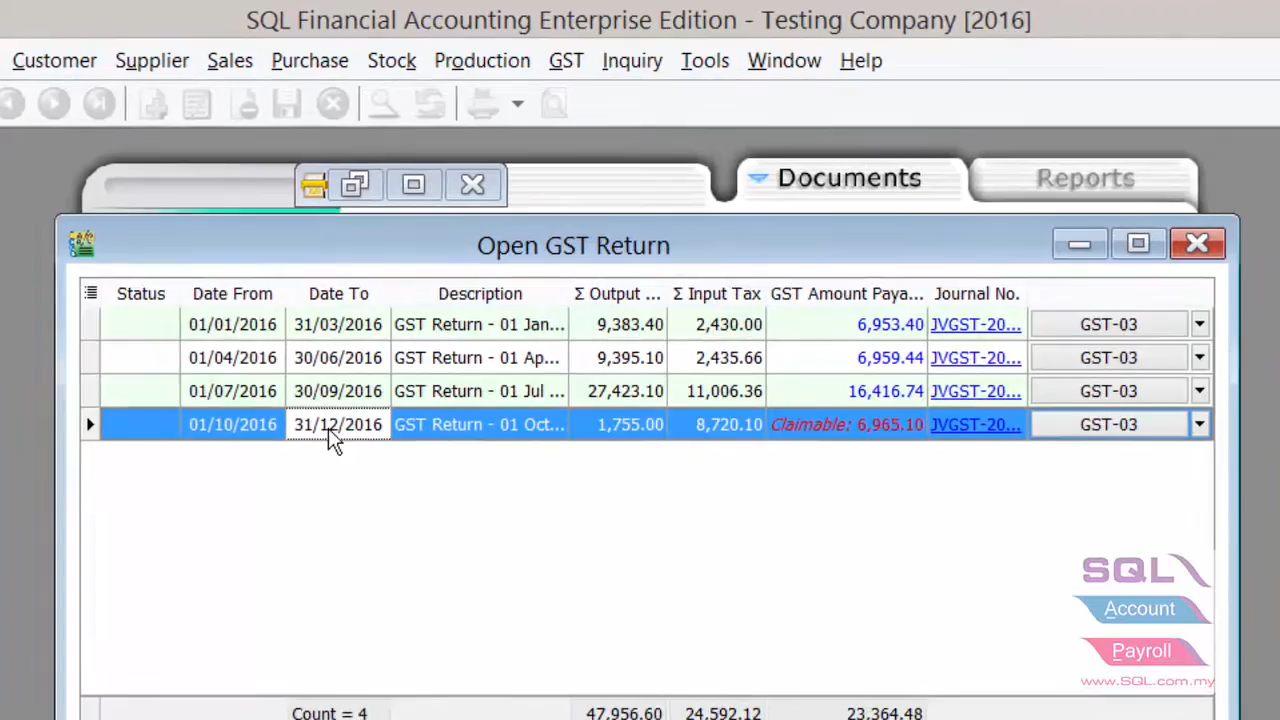 SQL Financial Accounting Enterprise Edition - Testing Company [2016]
Customer Supplier Sales Purchase Stock Production GST Inquiry Tools Window Help
Documents Reports
Open GST Return
Status Date From Date To Description Σ Output ... Σ Input Tax GST Amount Paya... Journal No.
01/01/2016 31/03/2016 GST Return - 01 Jan... 9,383.40 2,430.00 6,953.40 JVGST-20... GST-03
01/04/2016 30/06/2016 GST Return - 01 Ap... 9,395.10 2,435.66 6,959.44 JVGST-20... GST-03
01/07/2016 30/09/2016 GST Return - 01 Jul ... 27,423.10 11,006.36 16,416.74 JVGST-20... GST-03
01/10/2016 31/12/2016 GST Return - 01 Oct... 1,755.00 8,720.10 Claimable: 6,965.10 JVGST-20... GST-03
SQL
Account
Payroll
www.SQL.com.my
Count = 4 47,956.60 24,592.12 23,364.48